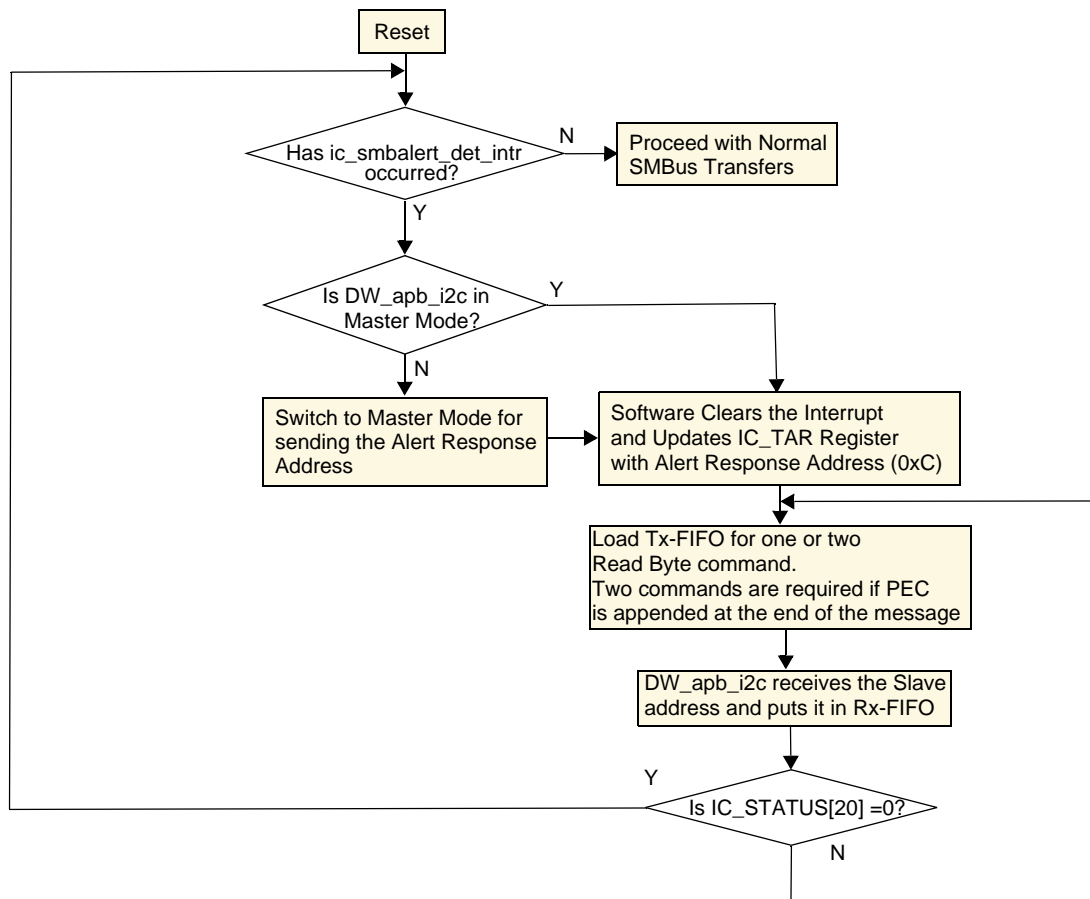 Reset
Has ic_smbalert_det_intr
occurred?
N
Proceed with Normal
SMBus Transfers
Y
Is DW_apb_i2c in
Master Mode?
Y
N
Switch to Master Mode for
sending the Alert Response
Address
Software Clears the Interrupt
and Updates IC_TAR Register
with Alert Response Address (0xC)
Load Tx-FIFO for one or two
Read Byte command.
Two commands are required if PEC
is appended at the end of the message
DW_apb_i2c receives the Slave
address and puts it in Rx-FIFO
Y
Is IC_STATUS[20] =0?
N